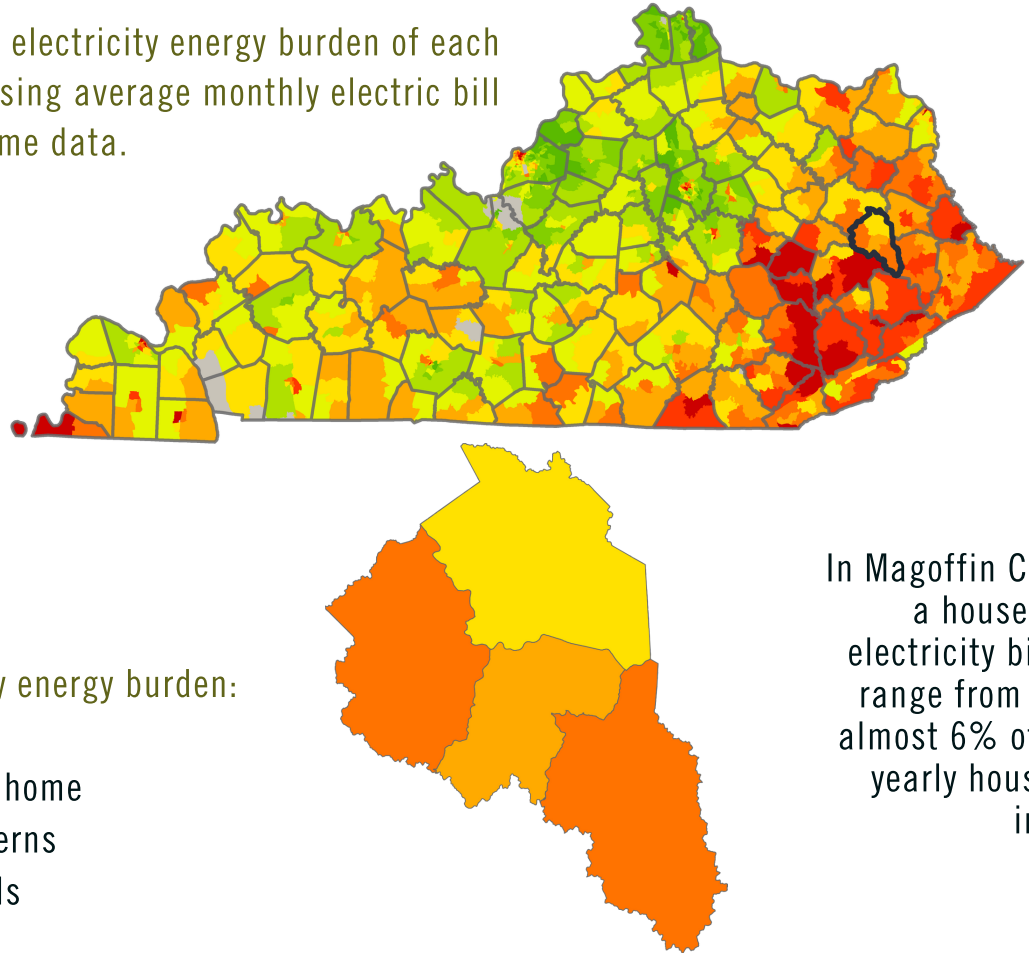 electricity energy burden of each
sing average monthly electric bill
me data.
In Magoffin C
a house
electricity bi
range from
almost 6% o
yearly hous
in
y energy burden:
home
erns
ls